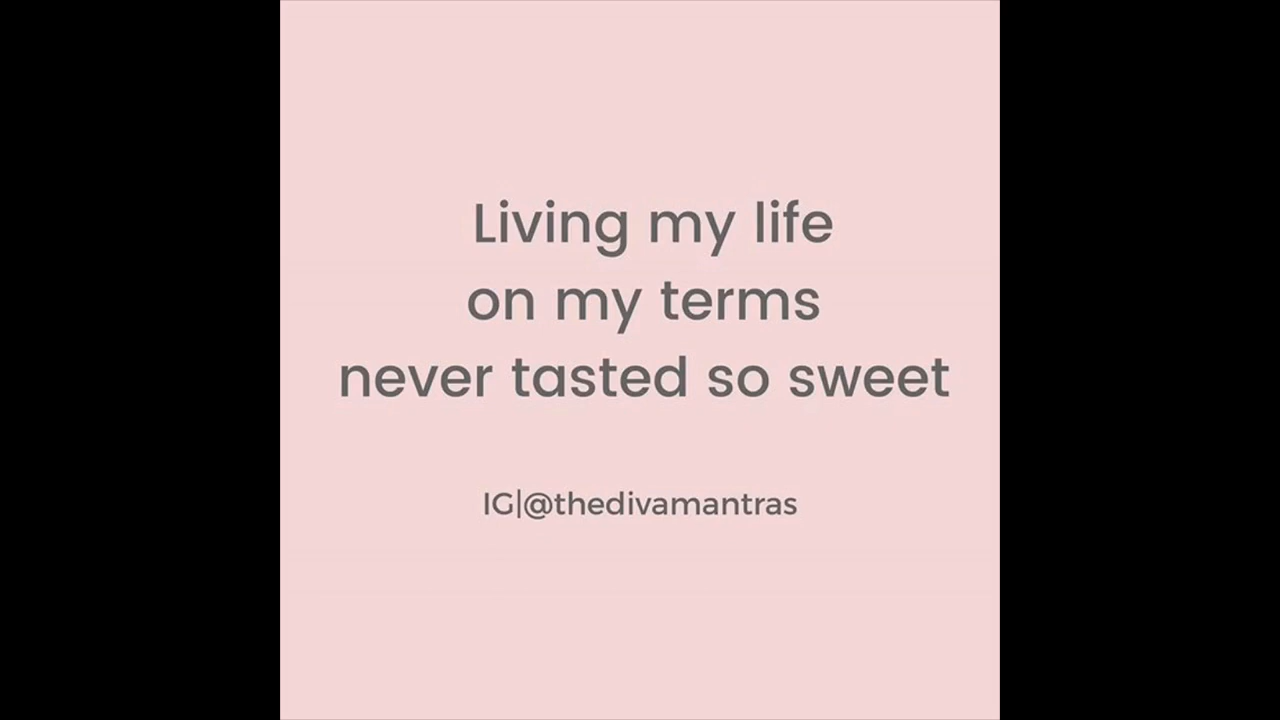 Living my life
on my terms
never tasted so sweet
IG|@thedivamantras